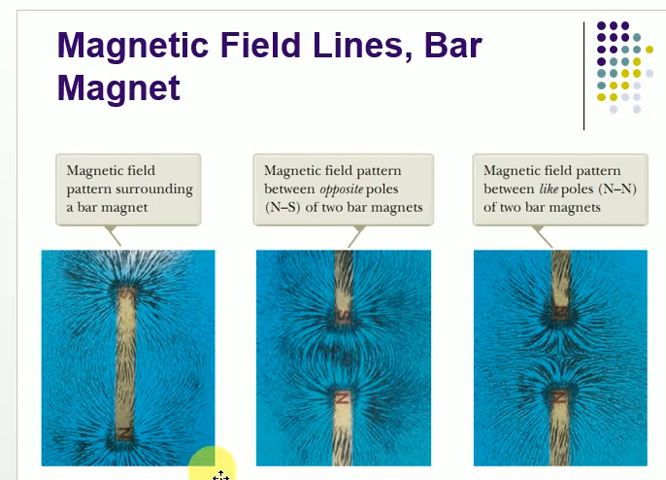 Magnetic Field Lines, Bar
Magnet
Magnetic field
pattern surrounding
a bar magnet
Magnetic field pattern
between opposite poles
(N–S) of two bar magnets
Magnetic field pattern
between like poles (N–N)
of two bar magnets
S
N
S
N
N
N